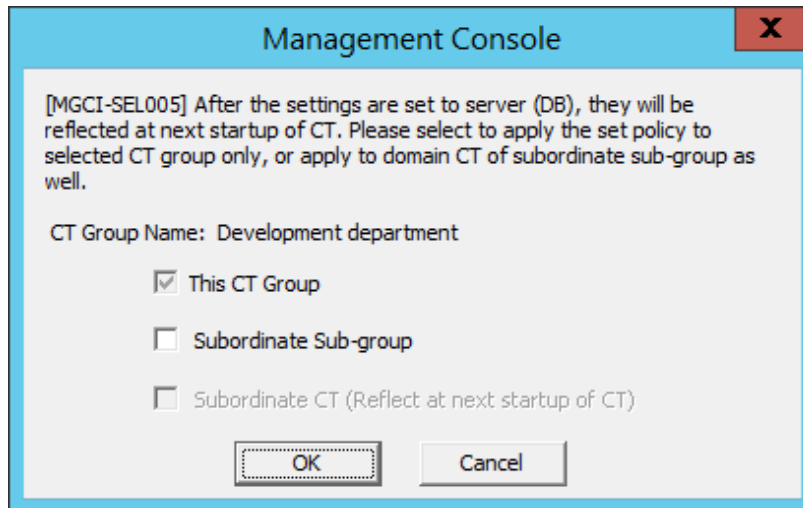 Management Console
X
[MGCI-SEL005] After the settings are set to server (DB), they will be
reflected at next startup of CT. Please select to apply the set policy to
selected CT group only, or apply to domain CT of subordinate sub-group as
well.
CT Group Name: Development department
This CT Group
Subordinate Sub-group
Subordinate CT (Reflect at next startup of CT)
OK Cancel